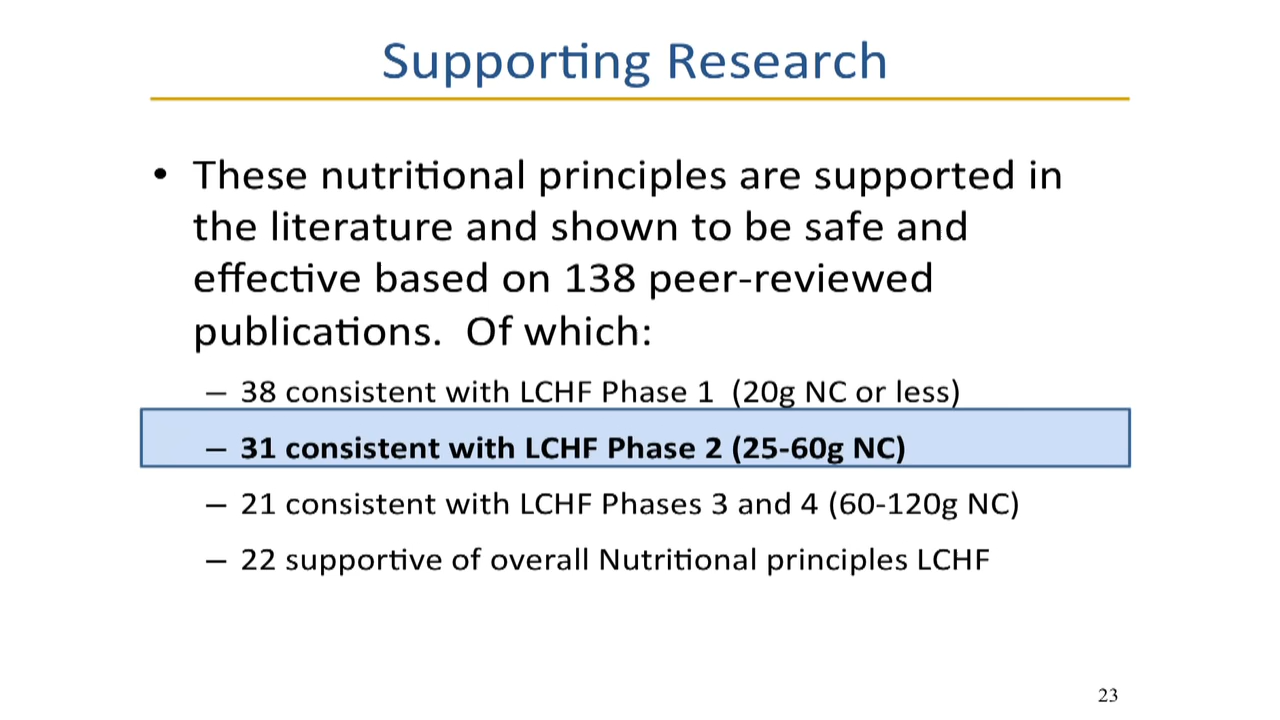 Supporting Research
• These nutritional principles are supported in
the literature and shown to be safe and
effective based on 138 peer-reviewed
publications.  Of which:
– 38 consistent with LCHF Phase 1  (20g NC or less)
– 31 consistent with LCHF Phase 2 (25-60g NC)
– 21 consistent with LCHF Phases 3 and 4 (60-120g NC)
– 22 supportive of overall Nutritional principles LCHF
23